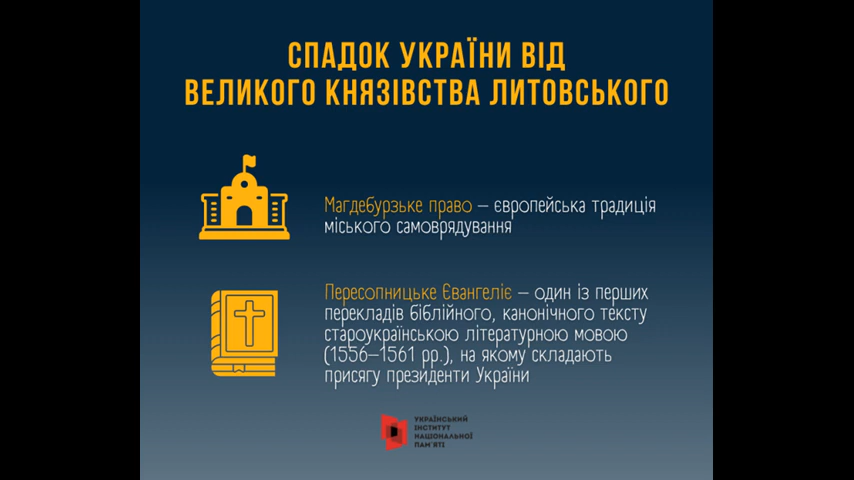 СПАДОК УКРАЇНИ ВІД
ВЕЛИКОГО КНЯЗІВСТВА ЛИТОВСЬКОГО
Магдебурзьке право – європейська традиція
міського самоврядування
Пересопницьке Євангеліє – один із перших
перекладів біблійного, канонічного тексту
староукраїнською літературною мовою
(1556–1561 рр.), на якому складають
присягу президенти України
УКРАЇНСЬКИЙ
ІНСТИТУТ
НАЦІОНАЛЬНОЇ
ПАМ'ЯТІ